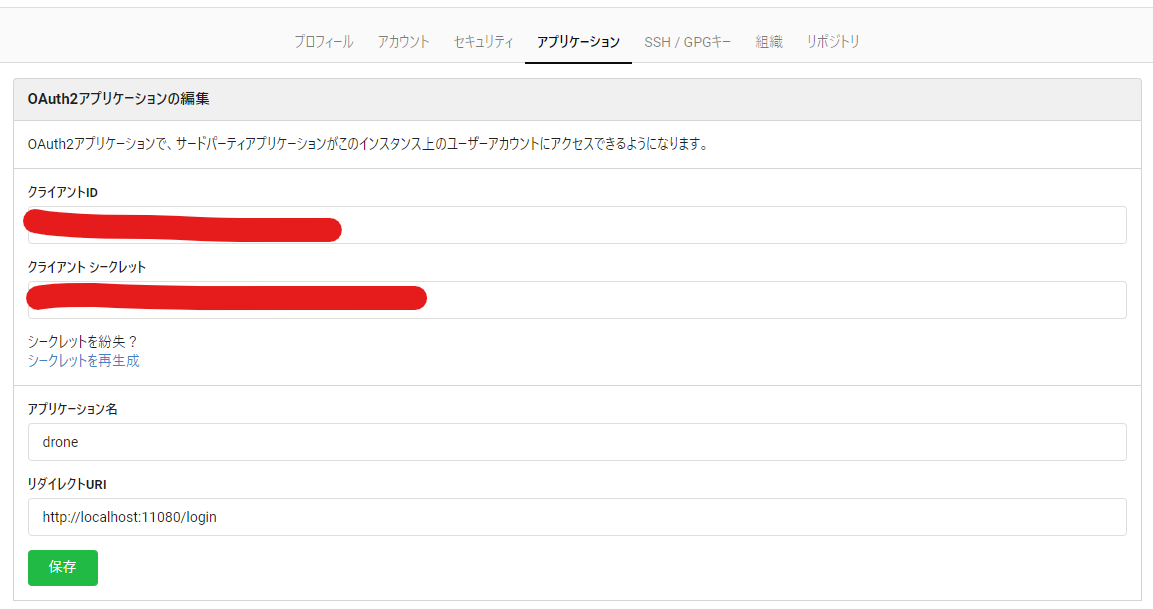 プロフィール アカウント セキュリティ アプリケーション SSH / GPGキー 組織 リポジトリ
OAuth2アプリケーションの編集
OAuth2アプリケーションで、サードパーティアプリケーションがこのインスタンス上のユーザーアカウントにアクセスできるようになります。
クライアントID
クライアント シークレット
シークレットを紛失？
シークレットを再生成
アプリケーション名
drone
リダイレクトURI
http://localhost:11080/login
保存